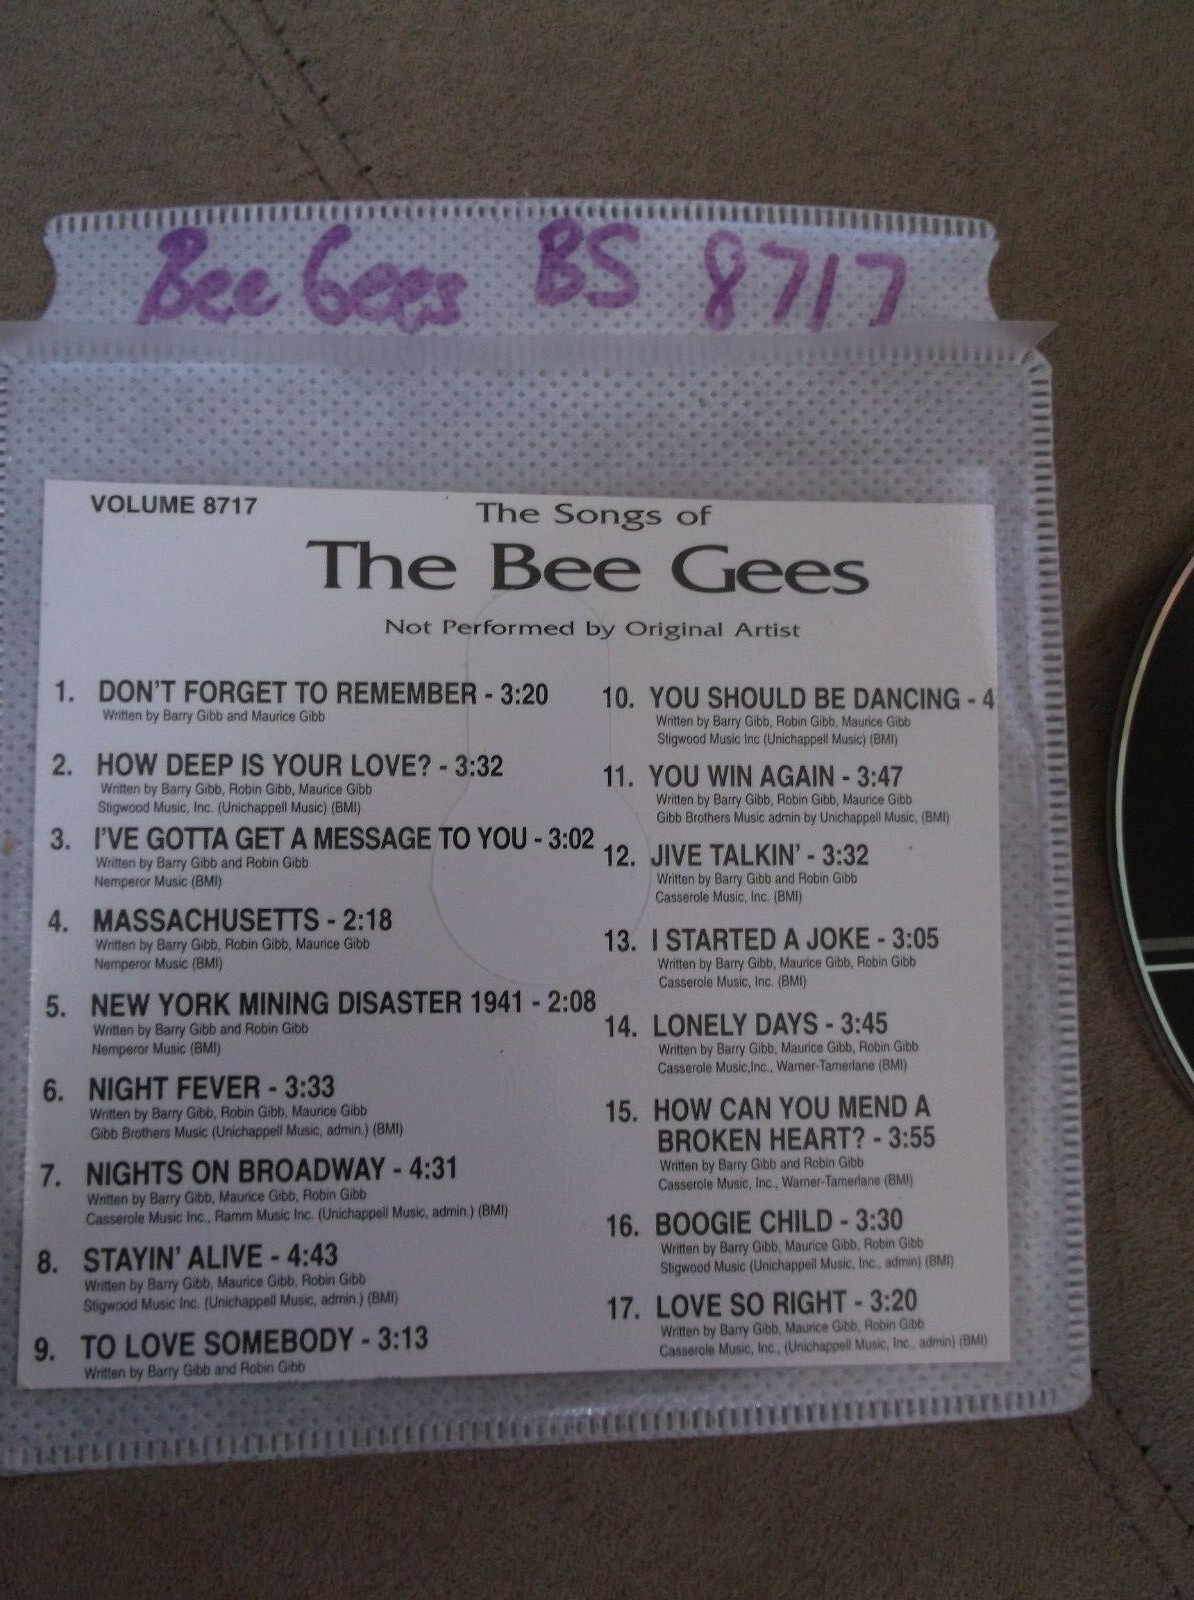 Bee Gees BS 8717
VOLUME 8717
The Songs of
The Bee Gees
Not Performed by Original Artist
1. DON'T FORGET TO REMEMBER - 3:20
Written by Barry Gibb and Maurice Gibb
2. HOW DEEP IS YOUR LOVE? - 3:32
Written by Barry Gibb, Robin Gibb, Maurice Gibb
Stigwood Music, Inc. (Unichappell Music) (BMI)
3. I'VE GOTTA GET A MESSAGE TO YOU - 3:02
Written by Barry Gibb and Robin Gibb
Nemperor Music (BMI)
4. MASSACHUSETTS - 2:18
Written by Barry Gibb, Robin Gibb, Maurice Gibb
Nemperor Music (BMI)
5. NEW YORK MINING DISASTER 1941 - 2:08
Written by Barry Gibb and Robin Gibb
Nemperor Music (BMI)
6. NIGHT FEVER - 3:33
Written by Barry Gibb, Robin Gibb, Maurice Gibb
Gibb Brothers Music (Unichappell Music, admin.) (BMI)
7. NIGHTS ON BROADWAY - 4:31
Written by Barry Gibb, Maurice Gibb, Robin Gibb
Casserole Music Inc., Ramm Music Inc. (Unichappell Music, admin.) (BMI)
8. STAYIN' ALIVE - 4:43
Written by Barry Gibb, Maurice Gibb, Robin Gibb
Stigwood Music Inc. (Unichappell Music, admin.) (BMI)
9. TO LOVE SOMEBODY - 3:13
Written by Barry Gibb and Robin Gibb
10. YOU SHOULD BE DANCING - 4
Written by Barry Gibb, Robin Gibb, Maurice Gibb
Stigwood Music Inc (Unichappell Music) (BMI)
11. YOU WIN AGAIN - 3:47
Written by Barry Gibb, Robin Gibb, Maurice Gibb
Gibb Brothers Music admin by Unichappell Music, (BMI)
12. JIVE TALKIN' - 3:32
Written by Barry Gibb and Robin Gibb
Casserole Music, Inc. (BMI)
13. I STARTED A JOKE - 3:05
Written by Barry Gibb, Maurice Gibb, Robin Gibb
Casserole Music, Inc. (BMI)
14. LONELY DAYS - 3:45
Written by Barry Gibb, Maurice Gibb, Robin Gibb
Casserole Music,Inc., Warner-Tamerlane (BMI)
15. HOW CAN YOU MEND A
BROKEN HEART? - 3:55
Written by Barry Gibb and Robin Gibb
Casserole Music, Inc., Warner-Tamerlane (BMI)
16. BOOGIE CHILD - 3:30
Written by Barry Gibb, Maurice Gibb, Robin Gibb
Stigwood Music (Unichappell Music, Inc., admin) (BMI)
17. LOVE SO RIGHT - 3:20
Written by Barry Gibb, Maurice Gibb, Robin Gibb
Casserole Music, Inc., (Unichappell Music, Inc., admin) (BMI)